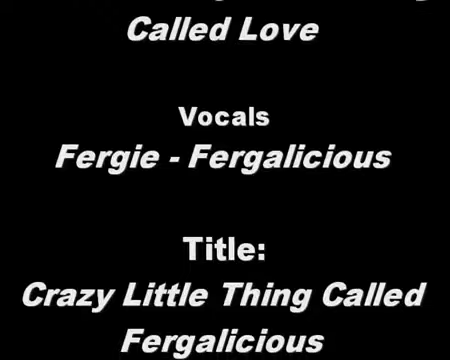 Called Love
Vocals
Fergie - Fergalicious
Title:
Crazy Little Thing Called
Fergalicious